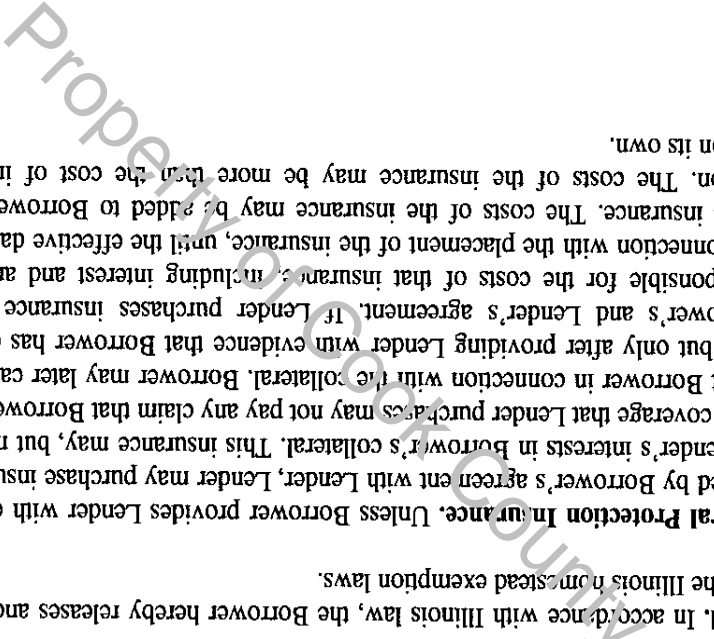 l. In accordance with Illinois law, the Borrower hereby releases and
he Illinois homestead exemption laws.
ral Protection Insurance. Unless Borrower provides Lender with
ed by Borrower's agreement with Lender, Lender may purchase insu
ender's interests in Borrower's collateral. This insurance may, but n
coverage that Lender purchases may not pay any claim that Borrowe
t Borrower in connection with the collateral. Borrower may later ca
but only after providing Lender with evidence that Borrower has
ower's and Lender's agreement. If Lender purchases insurance
ponsible for the costs of that insurance, including interest and an
onnection with the placement of the insurance, until the effective da
insurance. The costs of the insurance may be added to Borrowe
on. The costs of the insurance may be more than the cost of in
on its own.
Property of Cook County